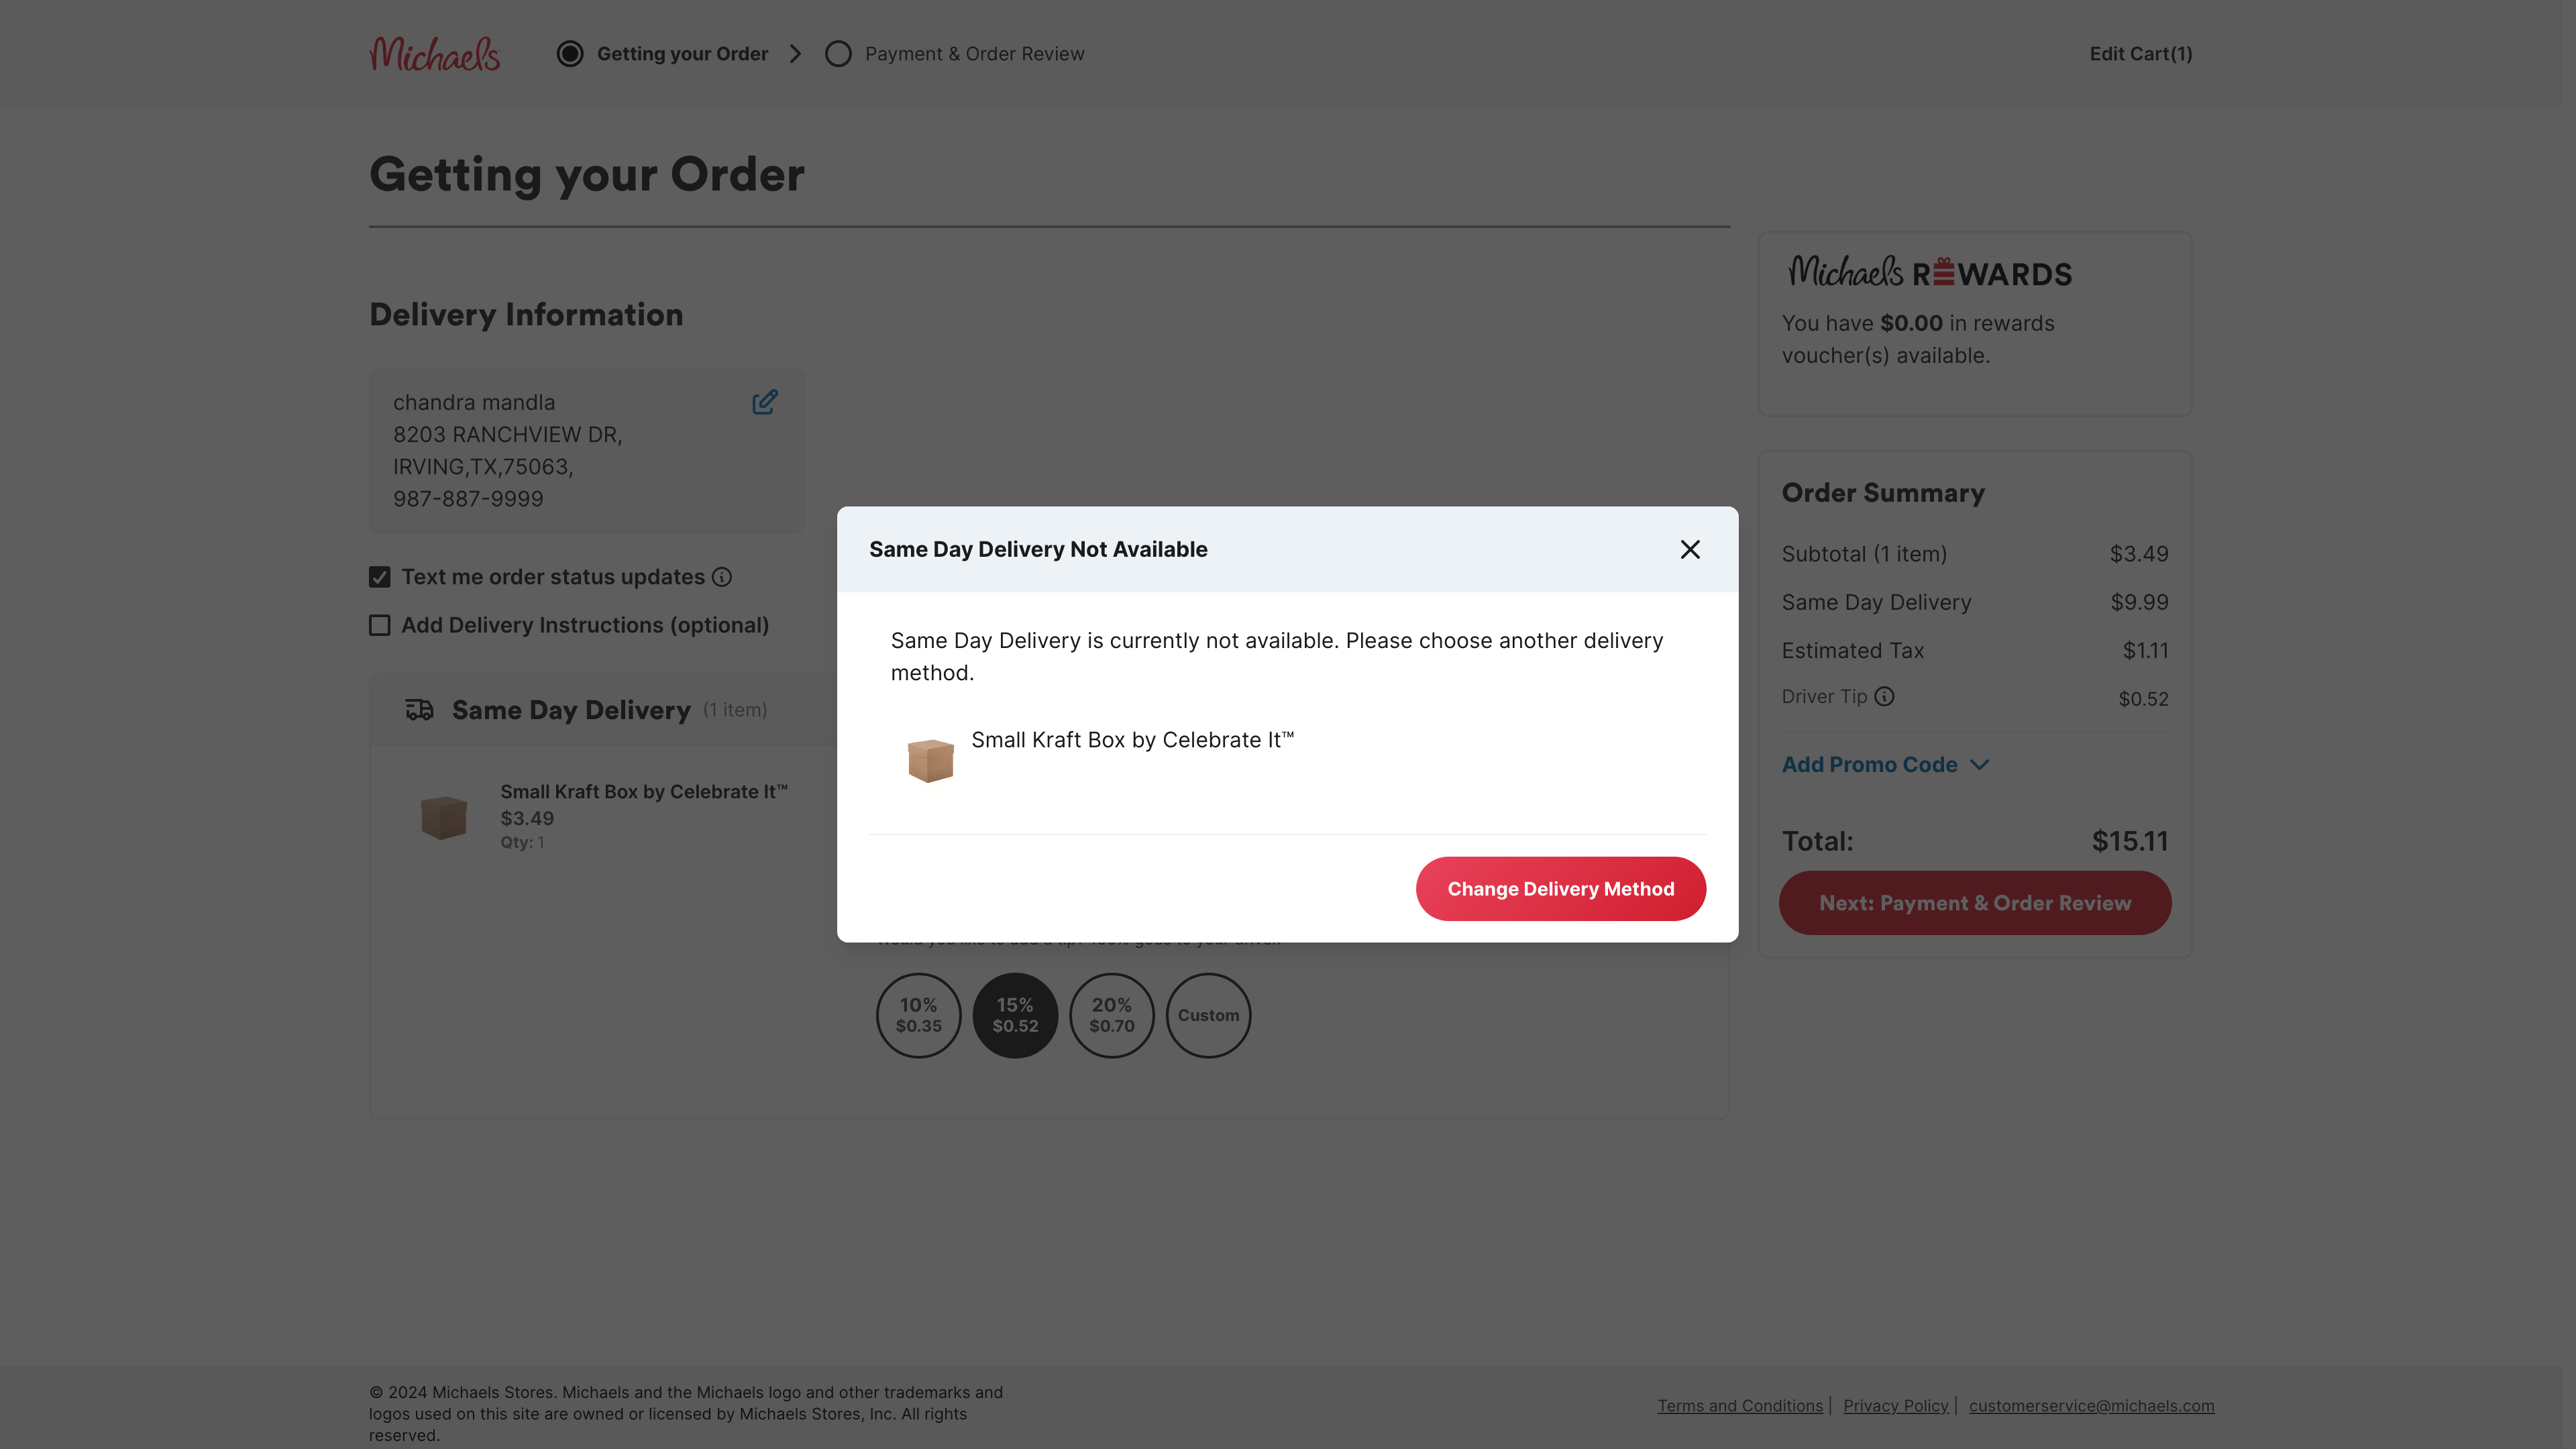 Michaels
Getting your Order
Payment & Order Review
Edit Cart(1)
Getting your Order
Delivery Information
chandra mandla
8203 RANCHVIEW DR,
IRVING,TX,75063,
987-887-9999
Text me order status updates
Add Delivery Instructions (optional)
Same Day Delivery (1 item)
Small Kraft Box by Celebrate It™
$3.49
Qty: 1
Same Day Delivery Not Available
Same Day Delivery is currently not available. Please choose another delivery
method.
Small Kraft Box by Celebrate It™
Change Delivery Method
10%
$0.35
15%
$0.52
20%
$0.70
Custom
Michaels REWARDS
You have $0.00 in rewards
voucher(s) available.
Order Summary
Subtotal (1 item) $3.49
Same Day Delivery $9.99
Estimated Tax $1.11
Driver Tip $0.52
Add Promo Code
Total: $15.11
Next: Payment & Order Review
© 2024 Michaels Stores. Michaels and the Michaels logo and other trademarks and
logos used on this site are owned or licensed by Michaels Stores, Inc. All rights
reserved.
Terms and Conditions | Privacy Policy | customerservice@michaels.com